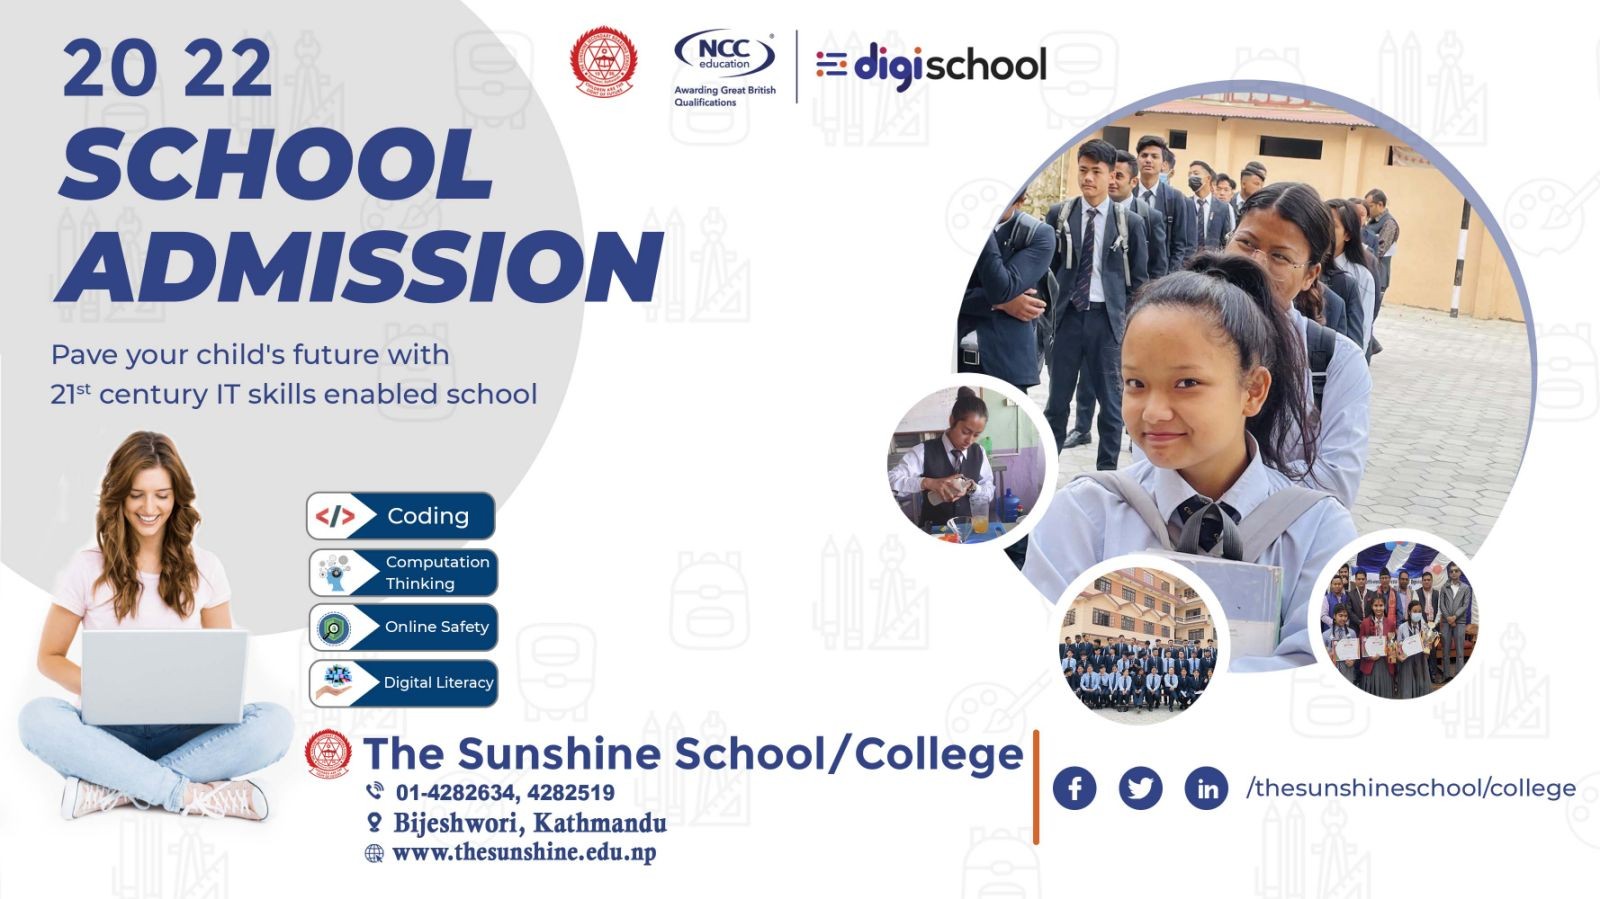 20 22
SCHOOL
ADMISSION
Pave your child's future with
21st century IT skills enabled school
NCC
education
®
Awarding Great British
Qualifications
digischool
</> Coding
Computation
Thinking
Online Safety
Digital Literacy
The Sunshine School/College
01-4282634, 4282519
Bijeshwori, Kathmandu
www.thesunshine.edu.np
/thesunshineschool/college